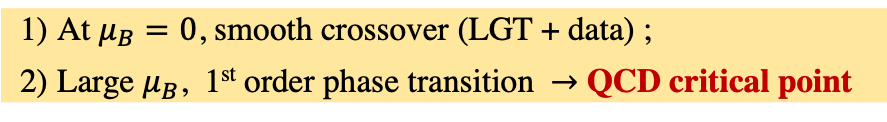 1) At μ_B = 0, smooth crossover (LGT + data) ;
2) Large μ_B, 1ˢᵗ order phase transition → QCD critical point